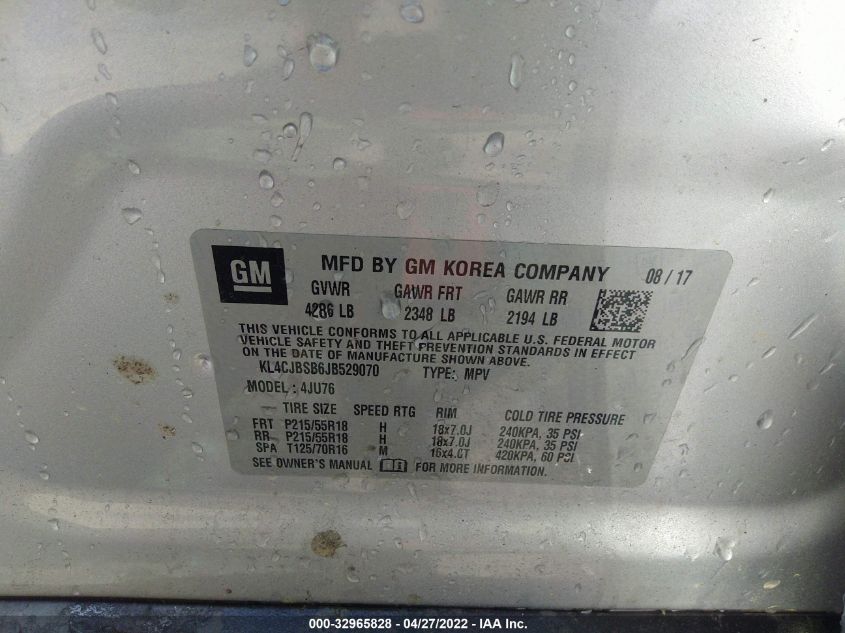 GM
MFD BY GM KOREA COMPANY 08 / 17
GVWR GAWR FRT GAWR RR
4286 LB 2348 LB 2194 LB
THIS VEHICLE CONFORMS TO ALL APPLICABLE U.S. FEDERAL MOTOR
VEHICLE SAFETY AND THEFT PREVENTION STANDARDS IN EFFECT
ON THE DATE OF MANUFACTURE SHOWN ABOVE.
KL4CJBSB6JB529070 TYPE: MPV
MODEL : 4JU76
TIRE SIZE SPEED RTG RIM COLD TIRE PRESSURE
FRT P215/55R18 H 18x7.0J 240KPA, 35 PSI
RR P215/55R18 H 18x7.0J 240KPA, 35 PSI
SPA T125/70R16 M 16x4.0T 420KPA, 60 PSI
SEE OWNER'S MANUAL FOR MORE INFORMATION.
000-32965828 - 04/27/2022 - IAA Inc.